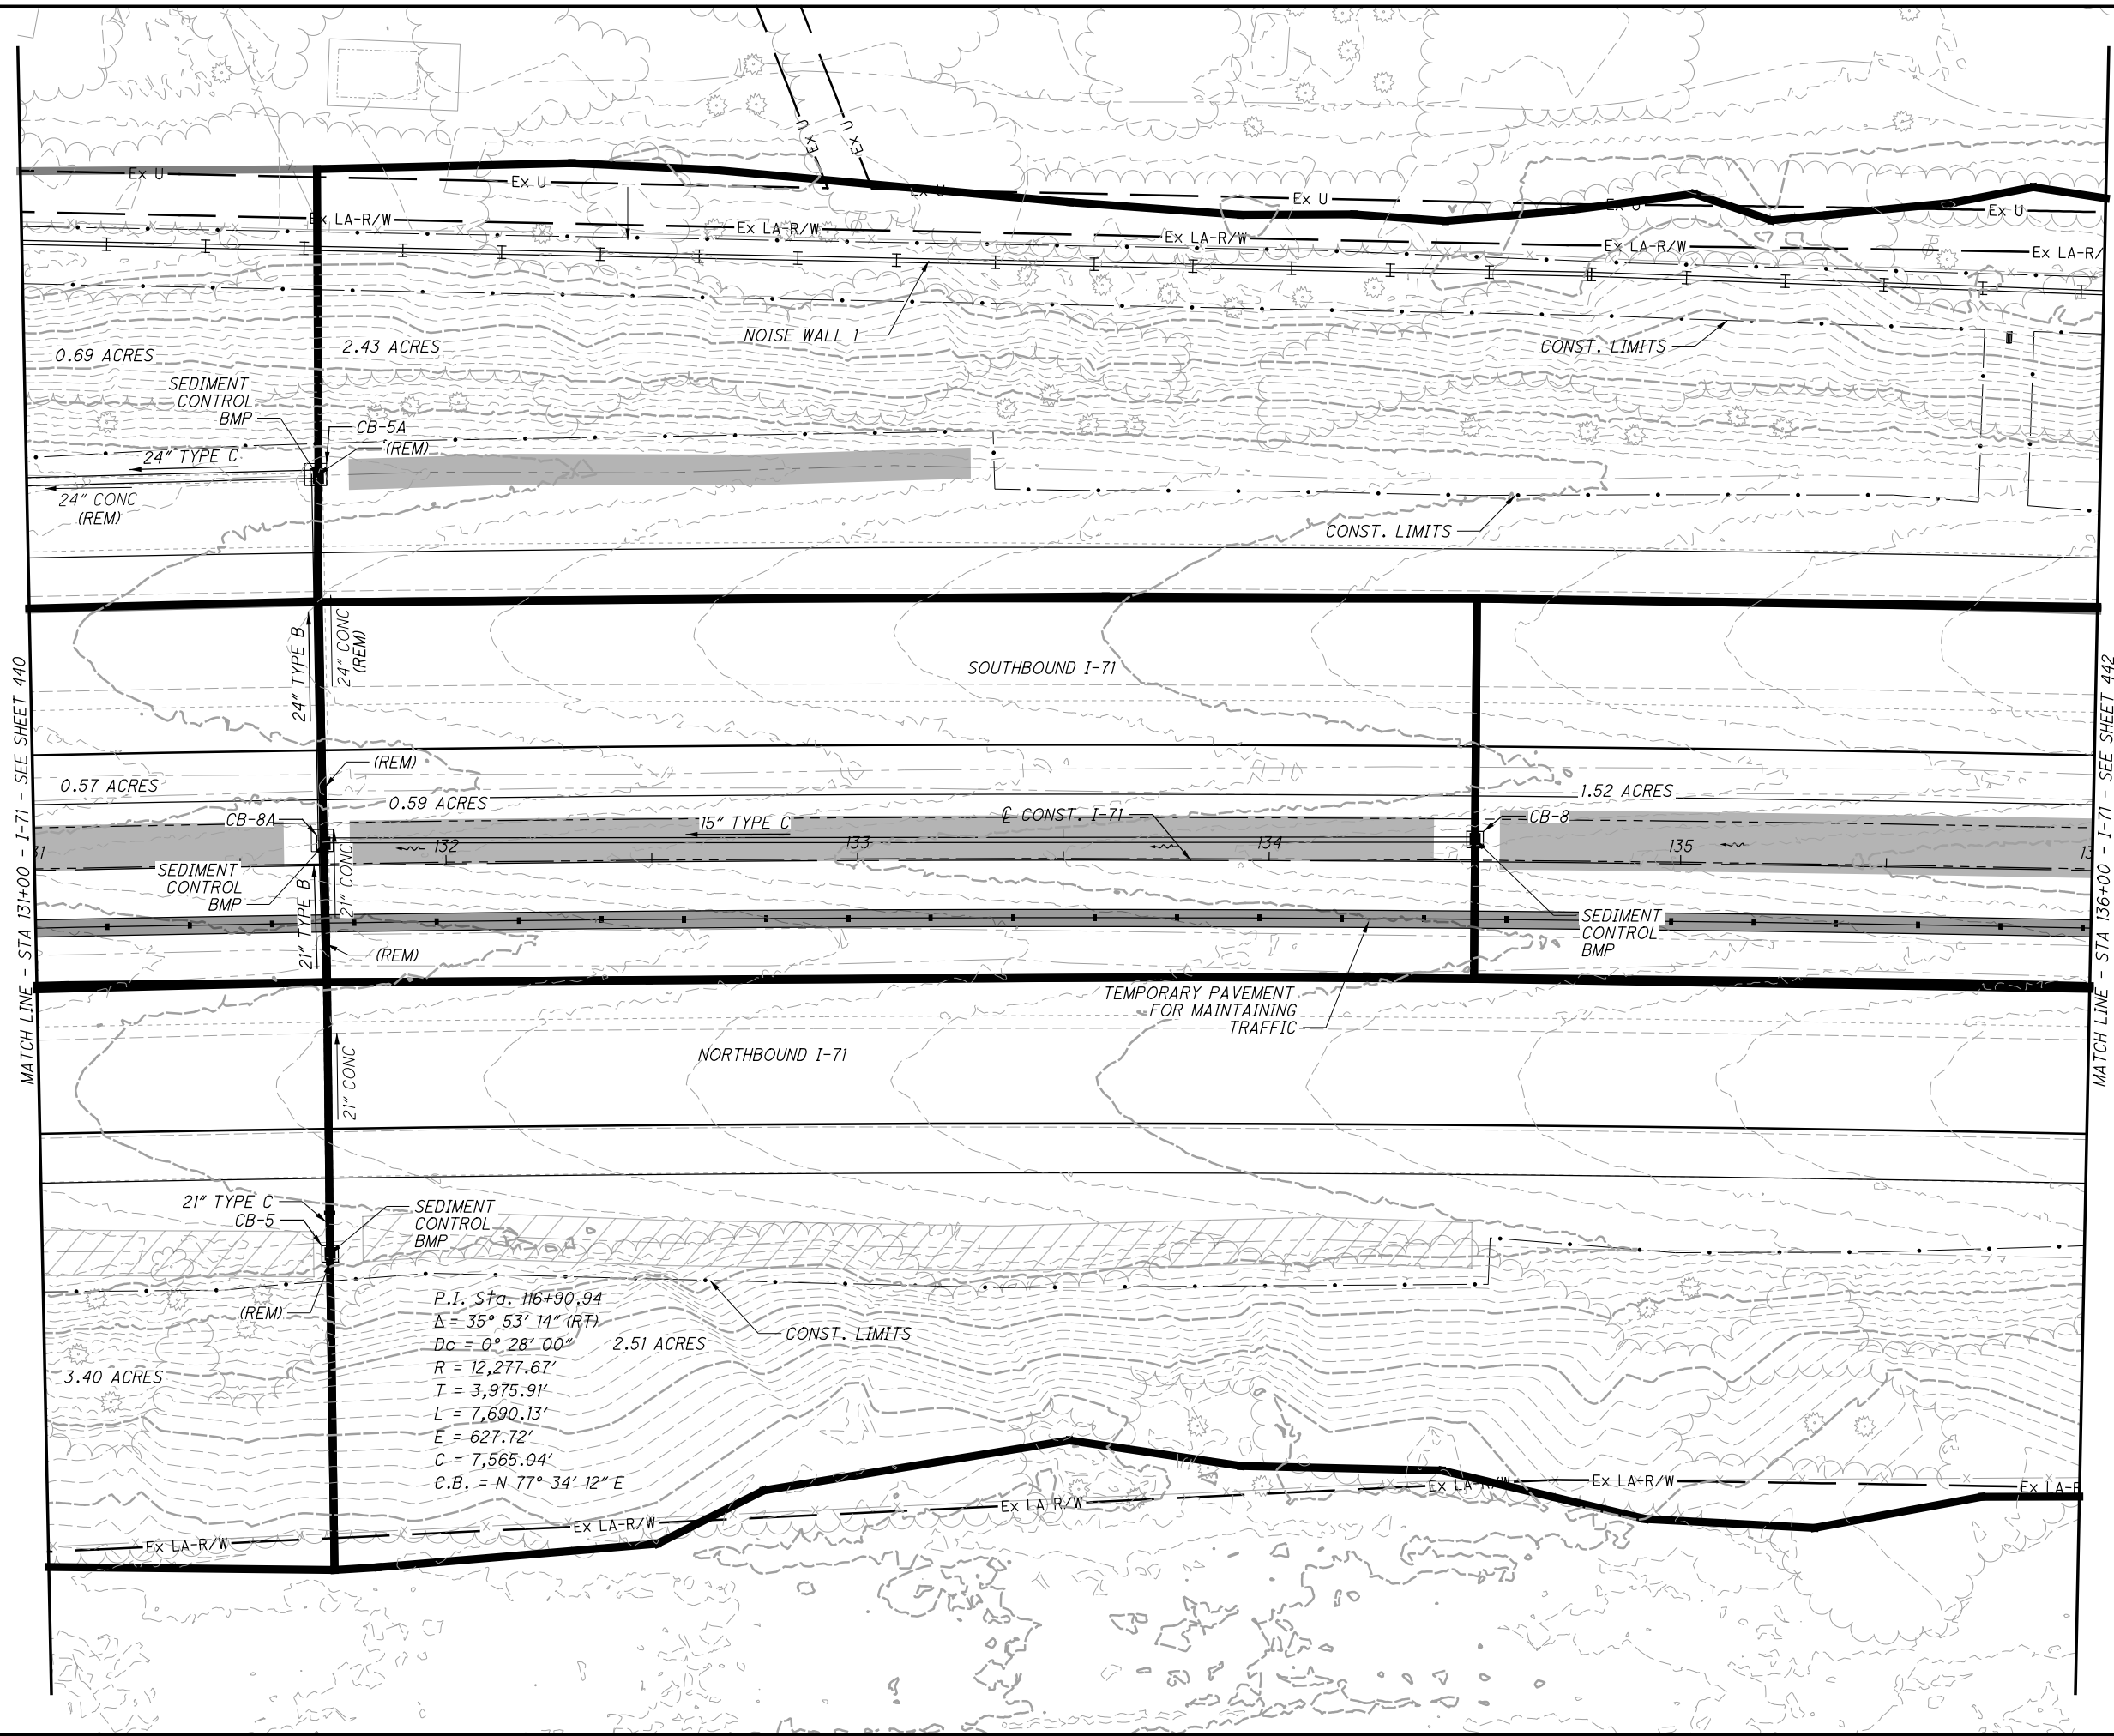 Ex U
Ex U
Ex U
Ex U
Ex U
Ex U
Ex U
Ex U
Ex LA-R/W
Ex LA-R/W
Ex LA-R/W
Ex LA-R/W
Ex LA-R/
NOISE WALL 1
CONST. LIMITS
0.69 ACRES
2.43 ACRES
SEDIMENT
CONTROL
BMP
CB-5A
(REM)
24" TYPE C
24" CONC
(REM)
CONST. LIMITS
24" TYPE B
24" CONC
(REM)
SOUTHBOUND I-71
MATCH LINE - STA 131+00 - I-71 - SEE SHEET 440
MATCH LINE - STA 136+00 - I-71 - SEE SHEET 442
(REM)
0.57 ACRES
0.59 ACRES
1.52 ACRES
CB-8A
15" TYPE C
℄ CONST. I-71
CB-8
31
132
133
134
135
13
SEDIMENT
CONTROL
BMP
21" TYPE B
21" CONC
(REM)
SEDIMENT
CONTROL
BMP
TEMPORARY PAVEMENT
FOR MAINTAINING
TRAFFIC
NORTHBOUND I-71
21" CONC
21" TYPE C
CB-5
SEDIMENT
CONTROL
BMP
(REM)
P.I. Sta. 116+90.94
Δ = 35° 53' 14" (RT)
Dc = 0° 28' 00"
R = 12,277.67'
T = 3,975.91'
L = 7,690.13'
E = 627.72'
C = 7,565.04'
C.B. = N 77° 34' 12" E
2.51 ACRES
CONST. LIMITS
3.40 ACRES
Ex LA-R/W
Ex LA-R/W
Ex LA-R/W
Ex LA-R/W
Ex LA-R/W
Ex LA-F